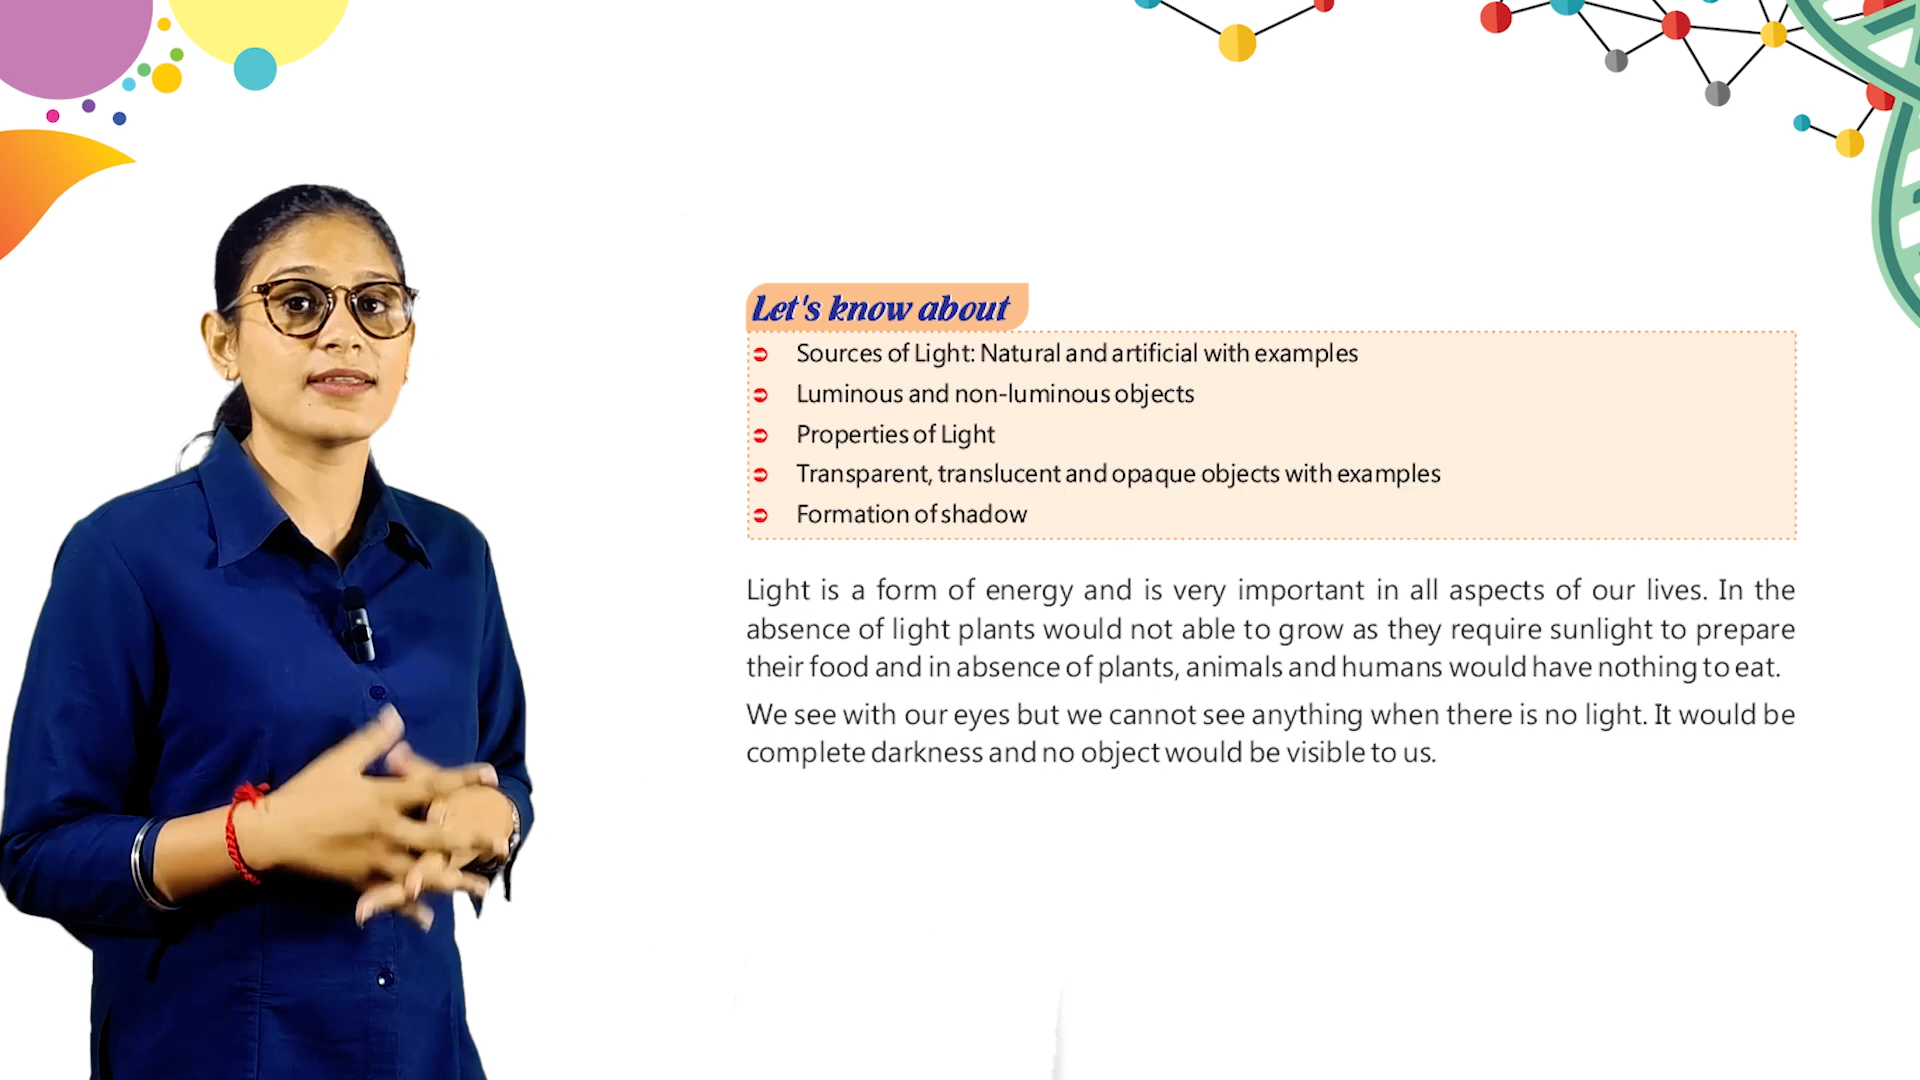 Let's know about
Sources of Light: Natural and artificial with examples
Luminous and non-luminous objects
Properties of Light
Transparent, translucent and opaque objects with examples
Formation of shadow
Light is a form of energy and is very important in all aspects of our lives. In the
absence of light plants would not able to grow as they require sunlight to prepare
their food and in absence of plants, animals and humans would have nothing to eat.
We see with our eyes but we cannot see anything when there is no light. It would be
complete darkness and no object would be visible to us.